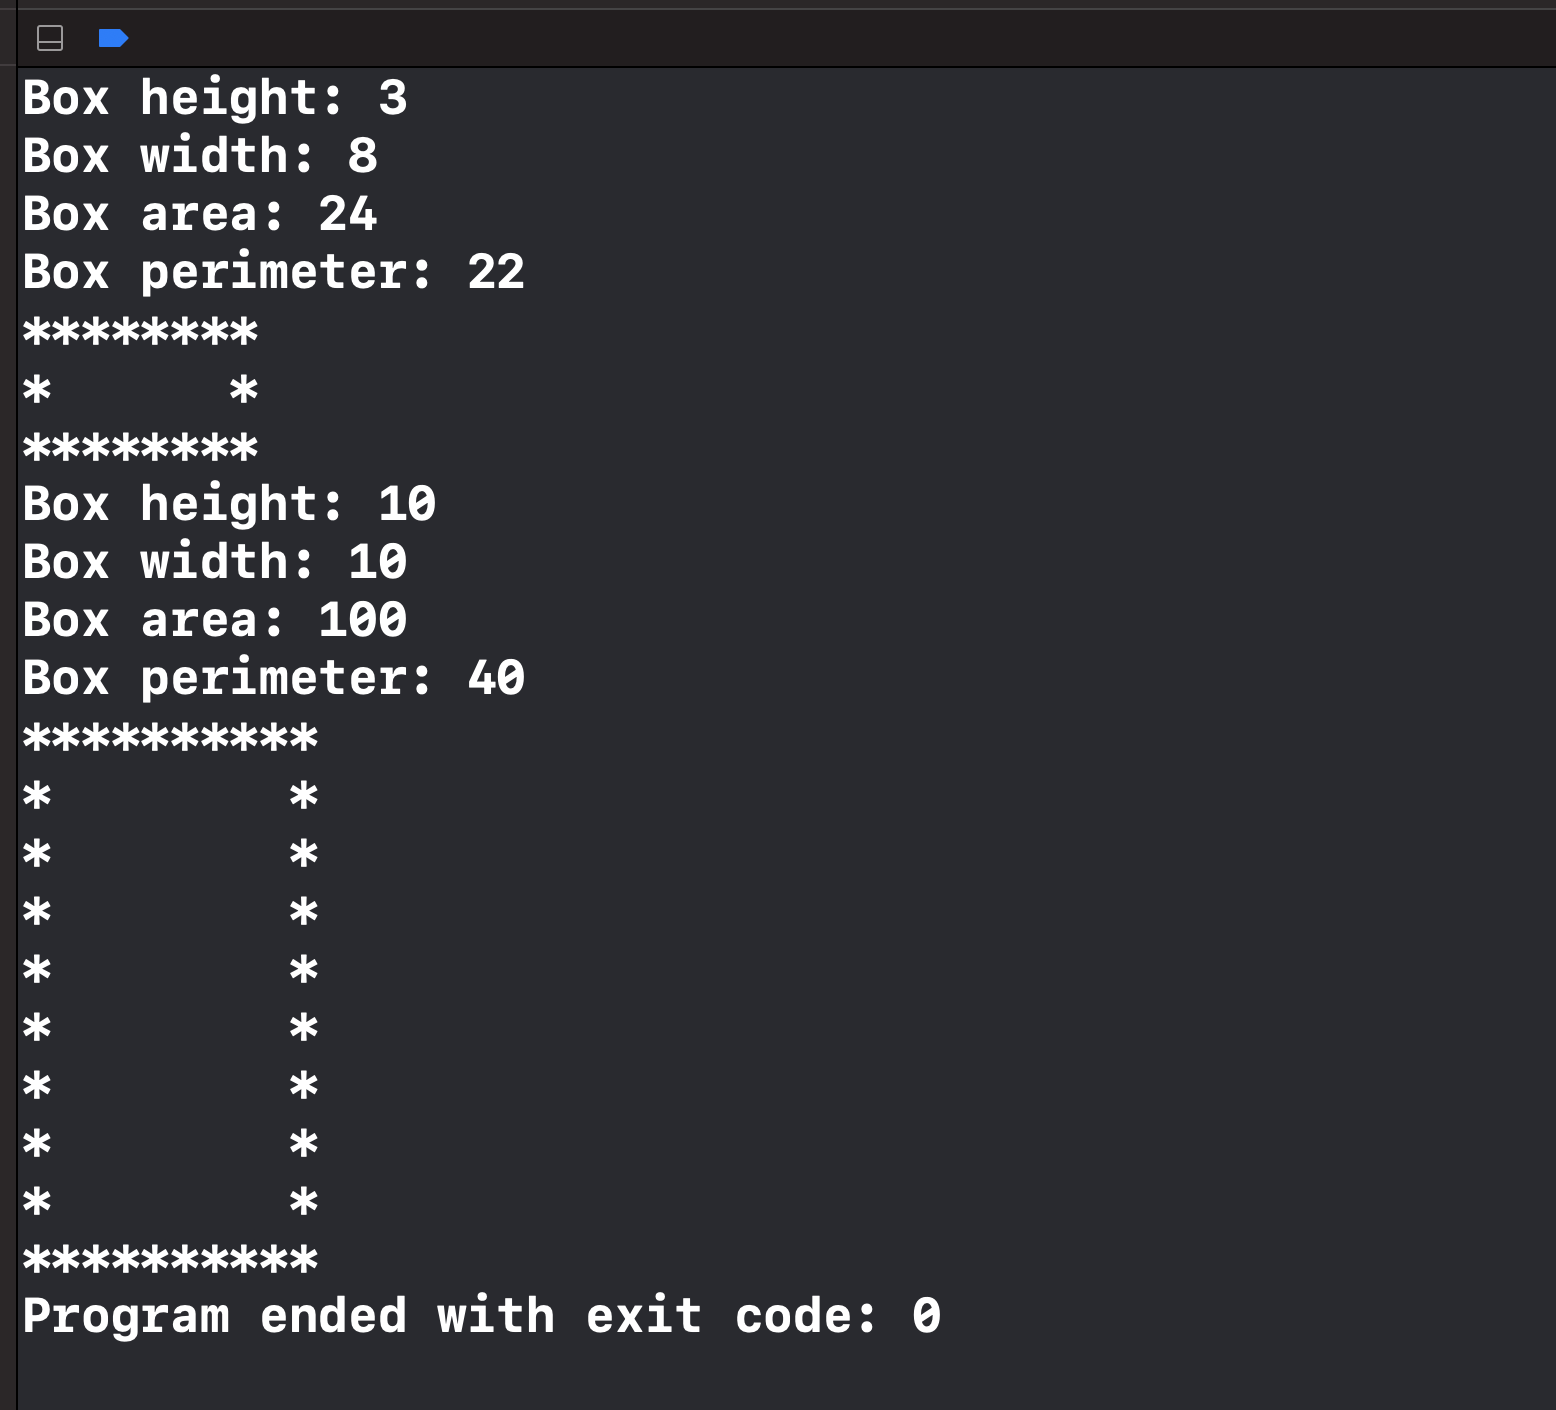 Box height: 3
Box width: 8
Box area: 24
Box perimeter: 22
********
*      *
********
Box height: 10
Box width: 10
Box area: 100
Box perimeter: 40
**********
*        *
*        *
*        *
*        *
*        *
*        *
*        *
*        *
**********
Program ended with exit code: 0